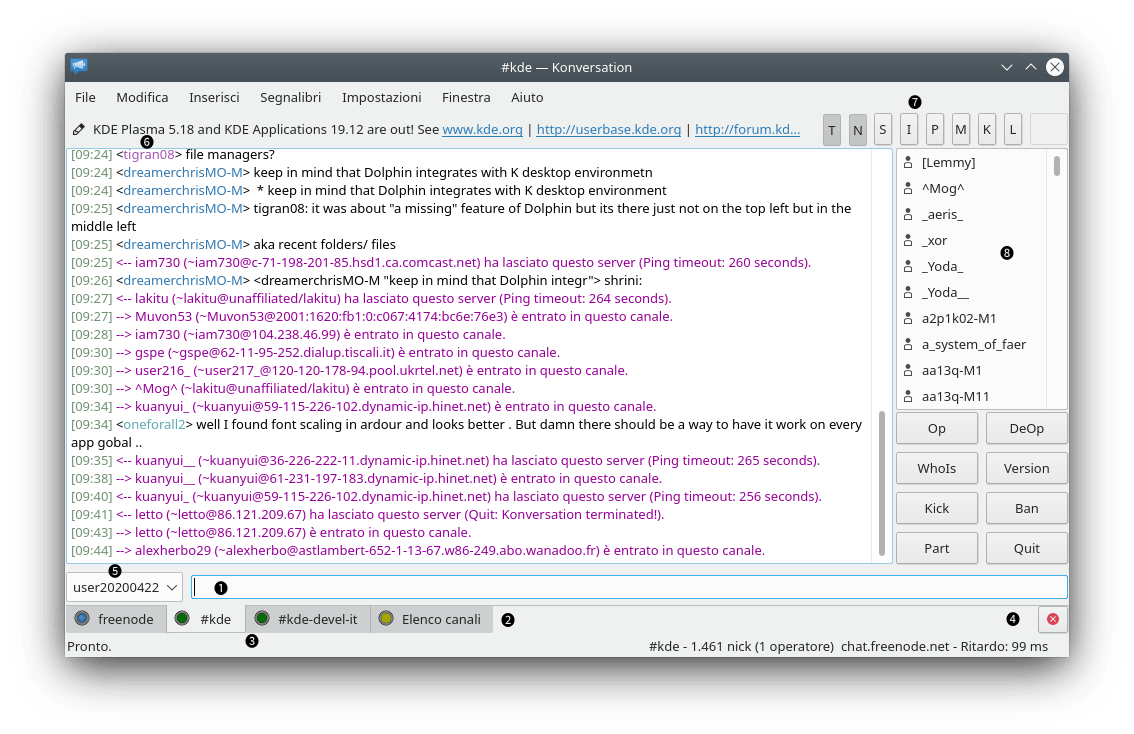 #kde — Konversation
File Modifica Inserisci Segnalibri Impostazioni Finestra Aiuto
7
KDE Plasma 5.18 and KDE Applications 19.12 are out! See www.kde.org | http://userbase.kde.org | http://forum.kd... T N S I P M K L
6
[09:24] <tigran08> file managers?
[09:24] <dreamerchrisMO-M> keep in mind that Dolphin integrates with K desktop environmetn
[09:24] <dreamerchrisMO-M>  * keep in mind that Dolphin integrates with K desktop environment
[09:25] <dreamerchrisMO-M> tigran08: it was about "a missing" feature of Dolphin but its there just not on the top left but in the
middle left
[09:25] <dreamerchrisMO-M> aka recent folders/ files
[09:25] <-- iam730 (~iam730@c-71-198-201-85.hsd1.ca.comcast.net) ha lasciato questo server (Ping timeout: 260 seconds).
[09:26] <dreamerchrisMO-M> <dreamerchrisMO-M "keep in mind that Dolphin integr"> shrini:
[09:27] <-- lakitu (~lakitu@unaffiliated/lakitu) ha lasciato questo server (Ping timeout: 264 seconds).
[09:27] --> Muvon53 (~Muvon53@2001:1620:fb1:0:c067:4174:bc6e:76e3) è entrato in questo canale.
[09:28] --> iam730 (~iam730@104.238.46.99) è entrato in questo canale.
[09:30] --> gspe (~gspe@62-11-95-252.dialup.tiscali.it) è entrato in questo canale.
[09:30] --> user216_ (~user217_@120-120-178-94.pool.ukrtel.net) è entrato in questo canale.
[09:30] --> ^Mog^ (~lakitu@unaffiliated/lakitu) è entrato in questo canale.
[09:34] --> kuanyui_ (~kuanyui@59-115-226-102.dynamic-ip.hinet.net) è entrato in questo canale.
[09:34] <oneforall2> well I found font scaling in ardour and looks better . But damn there should be a way to have it work on every
app gobal ..
[09:35] <-- kuanyui__ (~kuanyui@36-226-222-11.dynamic-ip.hinet.net) ha lasciato questo server (Ping timeout: 265 seconds).
[09:38] --> kuanyui__ (~kuanyui@61-231-197-183.dynamic-ip.hinet.net) è entrato in questo canale.
[09:40] <-- kuanyui_ (~kuanyui@59-115-226-102.dynamic-ip.hinet.net) ha lasciato questo server (Ping timeout: 256 seconds).
[09:41] <-- letto (~letto@86.121.209.67) ha lasciato questo server (Quit: Konversation terminated!).
[09:43] --> letto (~letto@86.121.209.67) è entrato in questo canale.
[09:44] --> alexherbo29 (~alexherbo@astlambert-652-1-13-67.w86-249.abo.wanadoo.fr) è entrato in questo canale.
[Lemmy]
^Mog^
_aeris_
_xor
8
_Yoda_
_Yoda__
a2p1k02-M1
a_system_of_faer
aa13q-M1
aa13q-M11
Op DeOp
WhoIs Version
Kick Ban
Part Quit
5
user20200422 1
freenode #kde #kde-devel-it Elenco canali 2 4
3
Pronto. #kde - 1.461 nick (1 operatore) chat.freenode.net - Ritardo: 99 ms